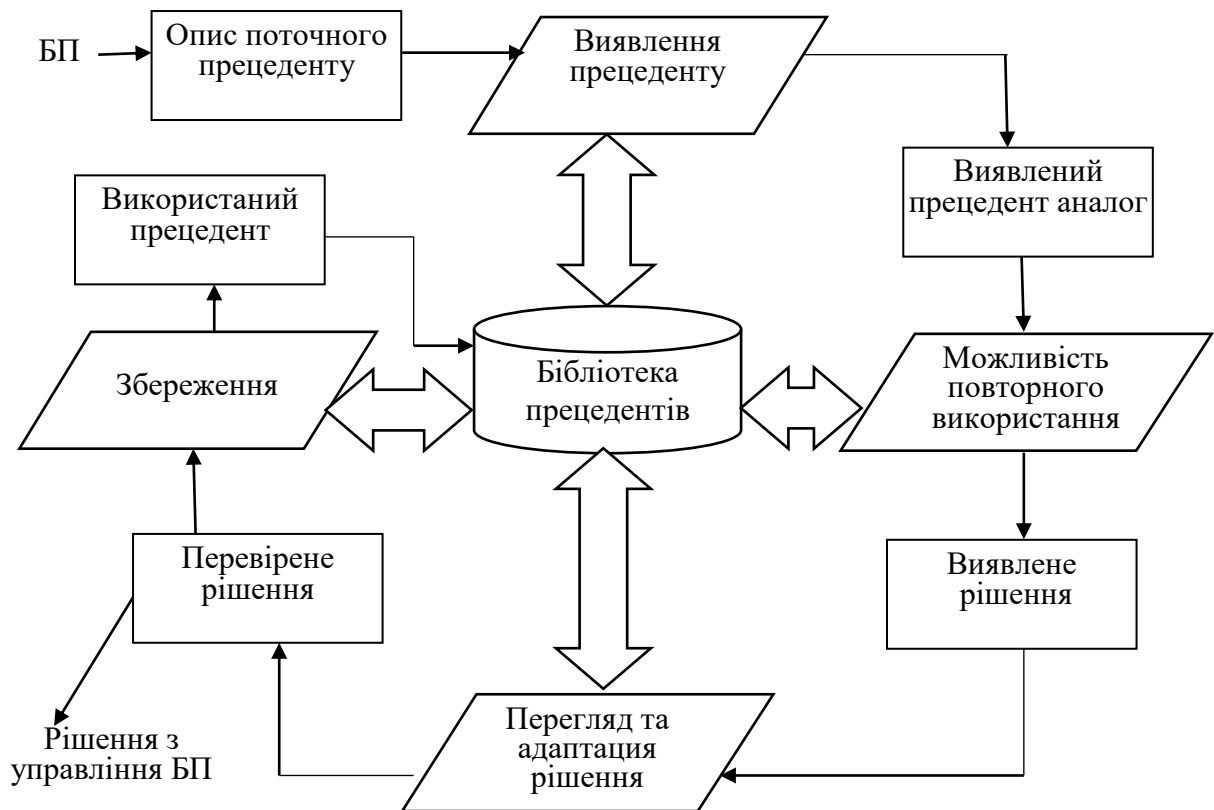 БП
Опис поточного
прецеденту
Виявлення
прецеденту
Виявлений
прецедент аналог
Використаний
прецедент
Збереження
Бібліотека
прецедентів
Можливість
повторного
використання
Перевірене
рішення
Виявлене
рішення
Рішення з
управління БП
Перегляд та
адаптация
рішення